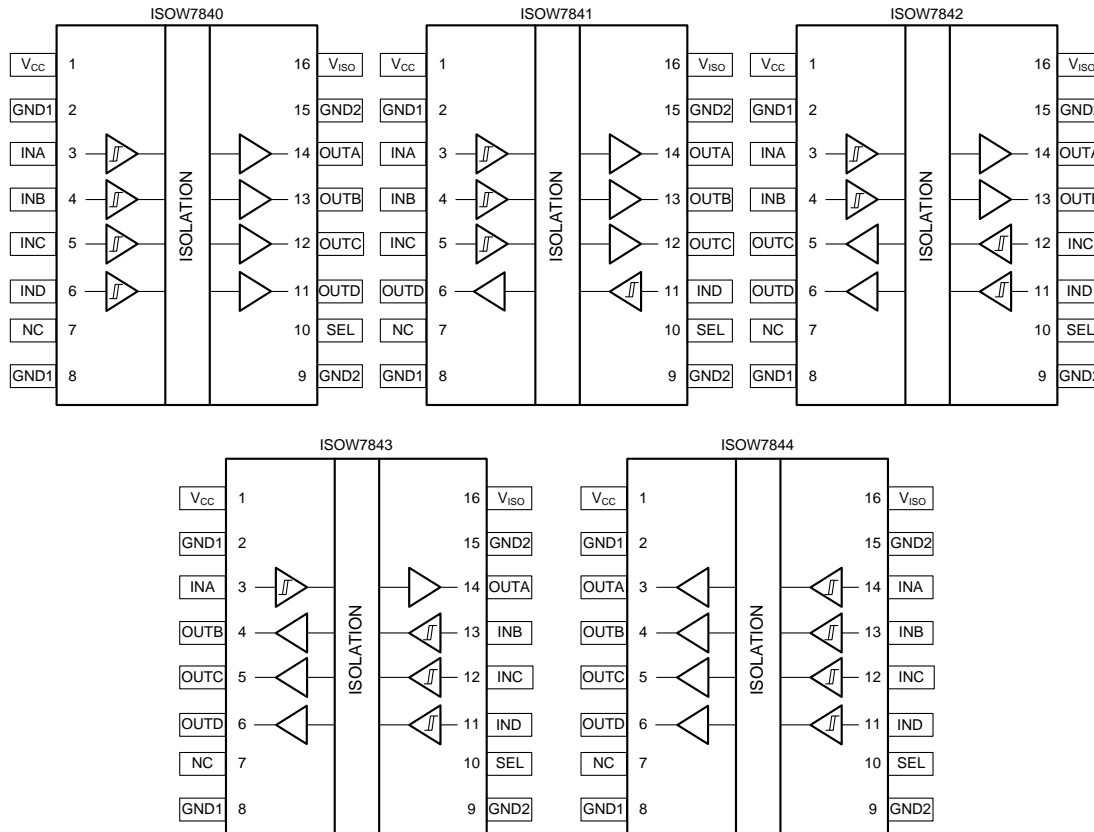 ISOW7840 ISOW7841 ISOW7842
VCC 1 16 VISO VCC 1 16 VISO VCC 1 16 VISO
GND1 2 15 GND2 GND1 2 15 GND2 GND1 2 15 GND2
INA 3 14 OUTA INA 3 14 OUTA INA 3 14 OUTA
INB 4 13 OUTB INB 4 13 OUTB INB 4 13 OUTB
INC 5 12 OUTC INC 5 12 OUTC OUTC 5 12 INC
IND 6 11 OUTD OUTD 6 11 IND OUTD 6 11 IND
NC 7 10 SEL NC 7 10 SEL NC 7 10 SEL
GND1 8 9 GND2 GND1 8 9 GND2 GND1 8 9 GND2
ISOLATION ISOLATION ISOLATION
ISOW7843 ISOW7844
VCC 1 16 VISO VCC 1 16 VISO
GND1 2 15 GND2 GND1 2 15 GND2
INA 3 14 OUTA OUTA 3 14 INA
OUTB 4 13 INB OUTB 4 13 INB
OUTC 5 12 INC OUTC 5 12 INC
OUTD 6 11 IND OUTD 6 11 IND
NC 7 10 SEL NC 7 10 SEL
GND1 8 9 GND2 GND1 8 9 GND2
ISOLATION ISOLATION